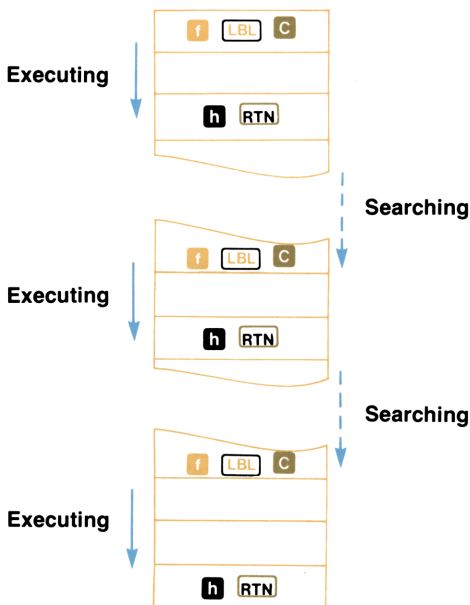 f LBL C
Executing
h RTN
Searching
f LBL C
Executing
h RTN
Searching
f LBL C
Executing
h RTN